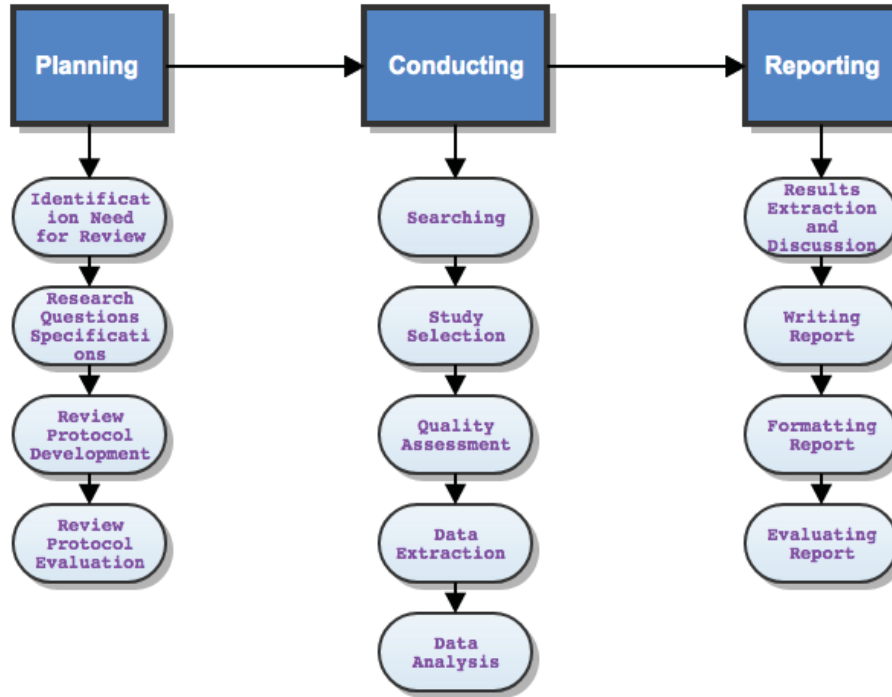 Planning
Conducting
Reporting
Identificat
ion Need
for Review
Research
Questions
Specificati
ons
Review
Protocol
Development
Review
Protocol
Evaluation
Searching
Study
Selection
Quality
Assessment
Data
Extraction
Data
Analysis
Results
Extraction
and
Discussion
Writing
Report
Formatting
Report
Evaluating
Report